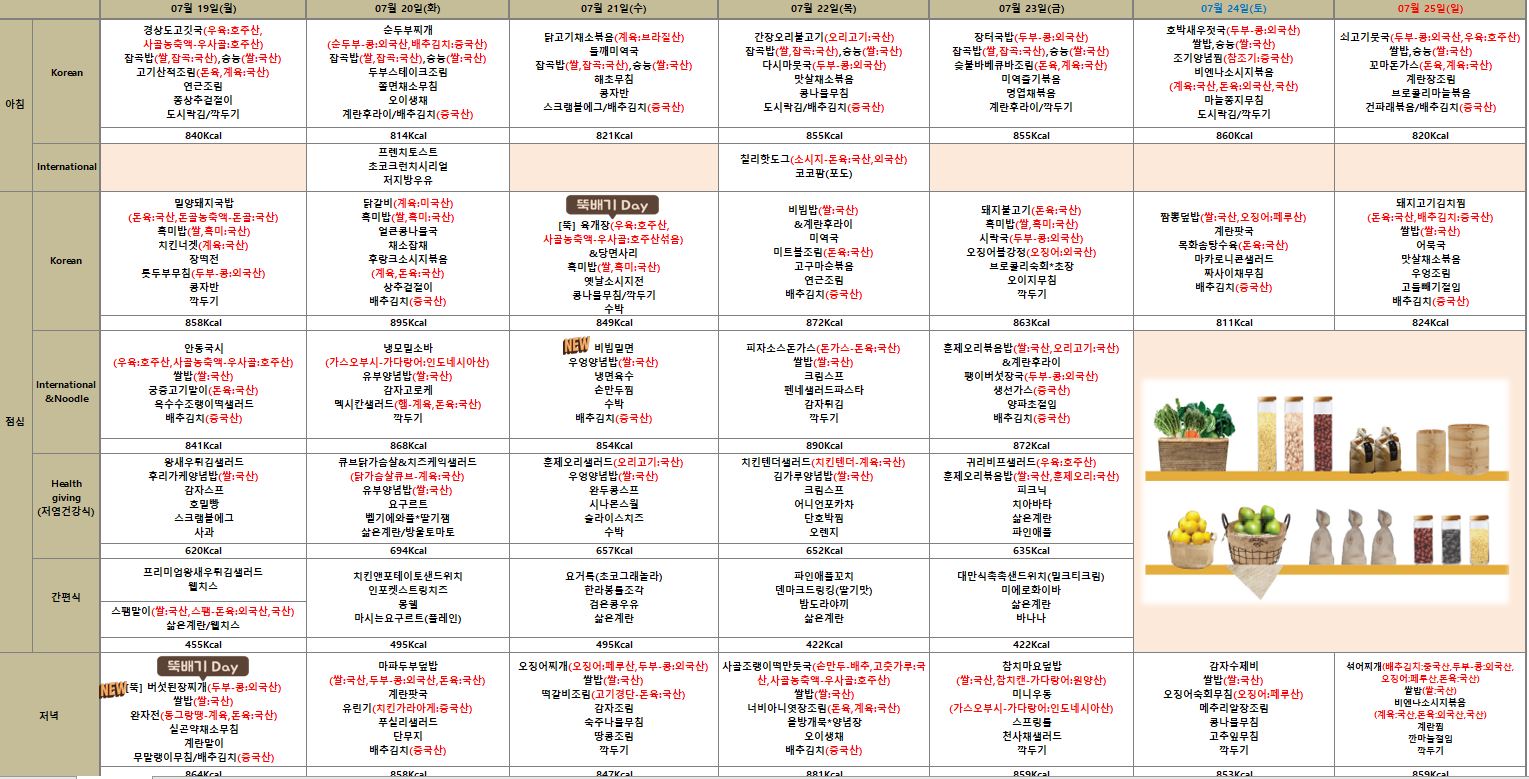 07월 19일(월) 07월 20일(화) 07월 21일(수) 07월 22일(목) 07월 23일(금) 07월 24일(토) 07월 25일(일)
아침
Korean
경상도고깃국(우육:호주산,
사골농축액-우사골:호주산)
잡곡밥(쌀,잡곡:국산),숭늉(쌀:국산)
고기산적조림(돈육,계육:국산)
연근조림
쫑상추겉절이
도시락김/깍두기
840Kcal
순두부찌개
(순두부-콩:외국산,배추김치:중국산)
잡곡밥(쌀,잡곡:국산),숭늉(쌀:국산)
두부스테이크조림
쫄면채소무침
오이생채
계란후라이/배추김치(중국산)
814Kcal
닭고기채소볶음(계육:브라질산)
들깨미역국
잡곡밥(쌀,잡곡:국산),숭늉(쌀:국산)
해초무침
콩자반
스크램블에그/배추김치(중국산)
821Kcal
간장오리불고기(오리고기:국산)
잡곡밥(쌀,잡곡:국산),숭늉(쌀:국산)
다시마뭇국(두부-콩:외국산)
맛살채소볶음
콩나물무침
도시락김/배추김치(중국산)
855Kcal
장터국밥(두부-콩:외국산)
잡곡밥(쌀,잡곡:국산),숭늉(쌀:국산)
숯불바베큐바조림(돈육,계육:국산)
미역줄기볶음
명엽채볶음
계란후라이/깍두기
855Kcal
호박새우젓국(두부-콩:외국산)
쌀밥,숭늉(쌀:국산)
조기양념찜(참조기:중국산)
비엔나소시지볶음
(계육:국산,돈육:외국산,국산)
마늘쫑지무침
도시락김/깍두기
860Kcal
쇠고기뭇국(두부-콩:외국산,우육:호주산)
쌀밥,숭늉(쌀:국산)
꼬마돈가스(돈육,계육:국산)
계란장조림
브로콜리마늘볶음
건파래볶음/배추김치(중국산)
820Kcal
International
프렌치토스트
초코크런치시리얼
저지방우유
칠리핫도그(소시지-돈육:국산,외국산)
코코팜(포도)
점심
Korean
밀양돼지국밥
(돈육:국산,돈골농축액-돈골:국산)
흑미밥(쌀,흑미:국산)
치킨너겟(계육:국산)
장떡전
톳두부무침(두부-콩:외국산)
콩자반
깍두기
858Kcal
닭갈비(계육:미국산)
흑미밥(쌀,흑미:국산)
얼큰콩나물국
채소잡채
후랑크소시지볶음
(계육,돈육:국산)
상추겉절이
배추김치(중국산)
895Kcal
뚝배기 Day
[뚝] 육개장(우육:호주산,
사골농축액-우사골:호주산섞음)
&당면사리
흑미밥(쌀,흑미:국산)
옛날소시지전
콩나물무침/깍두기
수박
849Kcal
비빔밥(쌀:국산)
&계란후라이
미역국
미트볼조림(돈육:국산)
고구마순볶음
연근조림
배추김치(중국산)
872Kcal
돼지불고기(돈육:국산)
흑미밥(쌀,흑미:국산)
시락국(두부-콩:외국산)
오징어볼강정(오징어:외국산)
브로콜리숙회*초장
오이지무침
깍두기
863Kcal
짬뽕덮밥(쌀:국산,오징어:페루산)
계란팟국
목화솜탕수육(돈육:국산)
마카로니콘샐러드
짜사이채무침
배추김치(중국산)
811Kcal
돼지고기김치찜
(돈육:국산,배추김치:중국산)
쌀밥(쌀:국산)
어묵국
맛살채소볶음
우엉조림
고들빼기절임
배추김치(중국산)
824Kcal
International
&Noodle
안동국시
(우육:호주산,사골농축액-우사골:호주산)
쌀밥(쌀:국산)
궁중고기말이(돈육:국산)
옥수수조랭이떡샐러드
배추김치(중국산)
841Kcal
냉모밀소바
(가스오부시-가다랑어:인도네시아산)
유부양념밥(쌀:국산)
감자고로케
멕시칸샐러드(햄-계육,돈육:국산)
깍두기
868Kcal
NEW 비빔밀면
우엉양념밥(쌀:국산)
냉면육수
손만두찜
수박
배추김치(중국산)
854Kcal
피자소스돈가스(돈가스-돈육:국산)
쌀밥(쌀:국산)
크림스프
펜네샐러드파스타
감자튀김
깍두기
890Kcal
훈제오리볶음밥(쌀:국산,오리고기:국산)
&계란후라이
팽이버섯장국(두부-콩:외국산)
생선가스(중국산)
양파초절임
배추김치(중국산)
872Kcal
Health
giving
(저염건강식)
왕새우튀김샐러드
후리가케양념밥(쌀:국산)
감자스프
호밀빵
스크램블에그
사과
620Kcal
큐브닭가슴살&치즈케익샐러드
(닭가슴살큐브-계육:국산)
유부양념밥(쌀:국산)
요구르트
벨기에와플*딸기잼
삶은계란/방울토마토
694Kcal
훈제오리샐러드(오리고기:국산)
우엉양념밥(쌀:국산)
완두콩스프
시나몬스월
슬라이스치즈
수박
657Kcal
치킨텐더샐러드(치킨텐더-계육:국산)
김가루양념밥(쌀:국산)
크림스프
어니언포카차
단호박찜
오렌지
652Kcal
귀리비프샐러드(우육:호주산)
훈제오리볶음밥(쌀:국산,훈제오리:국산)
피크닉
치아바타
삶은계란
파인애플
635Kcal
간편식
프리미엄왕새우튀김샐러드
웰치스
스팸말이(쌀:국산,스팸-돈육:외국산,국산)
삶은계란/웰치스
455Kcal
치킨앤포테이토샌드위치
인포켓스트링치즈
몽쉘
마시는요구르트(플레인)
495Kcal
요거톡(초코그래놀라)
한라봉톨조각
검은콩우유
삶은계란
495Kcal
파인애플꼬치
덴마크드링킹(딸기맛)
밤도라야끼
삶은계란
422Kcal
대만식촉촉샌드위치(밀크티크림)
미에로화이바
삶은계란
바나나
422Kcal
저녁
뚝배기 Day
NEW [뚝] 버섯된장찌개(두부-콩:외국산)
쌀밥(쌀:국산)
완자전(동그랑땡-계육,돈육:국산)
실곤약채소무침
계란말이
무말랭이무침/배추김치(중국산)
864Kcal
마파두부덮밥
(쌀:국산,두부-콩:외국산,돈육:국산)
계란팟국
유린기(치킨가라아게:중국산)
푸실리샐러드
단무지
배추김치(중국산)
858Kcal
오징어찌개(오징어:페루산,두부-콩:외국산)
쌀밥(쌀:국산)
떡갈비조림(고기경단-돈육:국산)
감자조림
숙주나물무침
땅콩조림
깍두기
847Kcal
사골조랭이떡만둣국(손만두-배추,고춧가루:국
산,사골농축액-우사골:호주산)
쌀밥(쌀:국산)
너비아니엿장조림(돈육,계육:국산)
올방개묵*양념장
오이생채
배추김치(중국산)
881Kcal
참치마요덮밥
(쌀:국산,참치캔-가다랑어:원양산)
미니우동
(가스오부시-가다랑어:인도네시아산)
스프링롤
천사채샐러드
깍두기
859Kcal
감자수제비
쌀밥(쌀:국산)
오징어숙회무침(오징어:페루산)
메추리알장조림
콩나물무침
고추잎무침
깍두기
853Kcal
섞어찌개(배추김치:중국산,두부-콩:외국산,
오징어:페루산,돈육:국산)
쌀밥(쌀:국산)
비엔나소시지볶음
(계육:국산,돈육:외국산,국산)
계란찜
깐마늘절임
깍두기
859Kcal